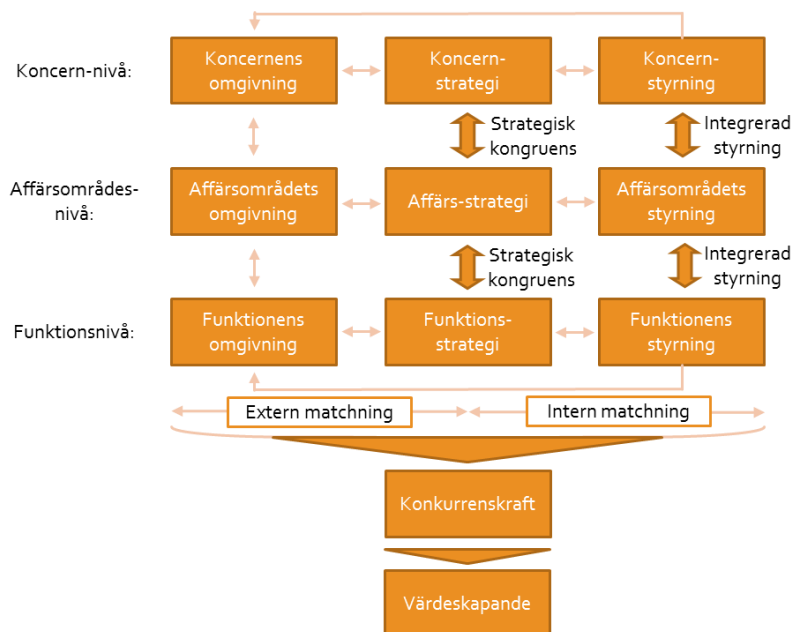 Koncern-nivå:
Koncernens
omgivning
Koncern-
strategi
Koncern-
styrning
Strategisk
kongruens
Integrerad
styrning
Affärsområdes-
nivå:
Affärsområdets
omgivning
Affärs-strategi
Affärsområdets
styrning
Strategisk
kongruens
Integrerad
styrning
Funktionsnivå:
Funktionens
omgivning
Funktions-
strategi
Funktionens
styrning
Extern matchning
Intern matchning
Konkurrenskraft
Värdeskapande